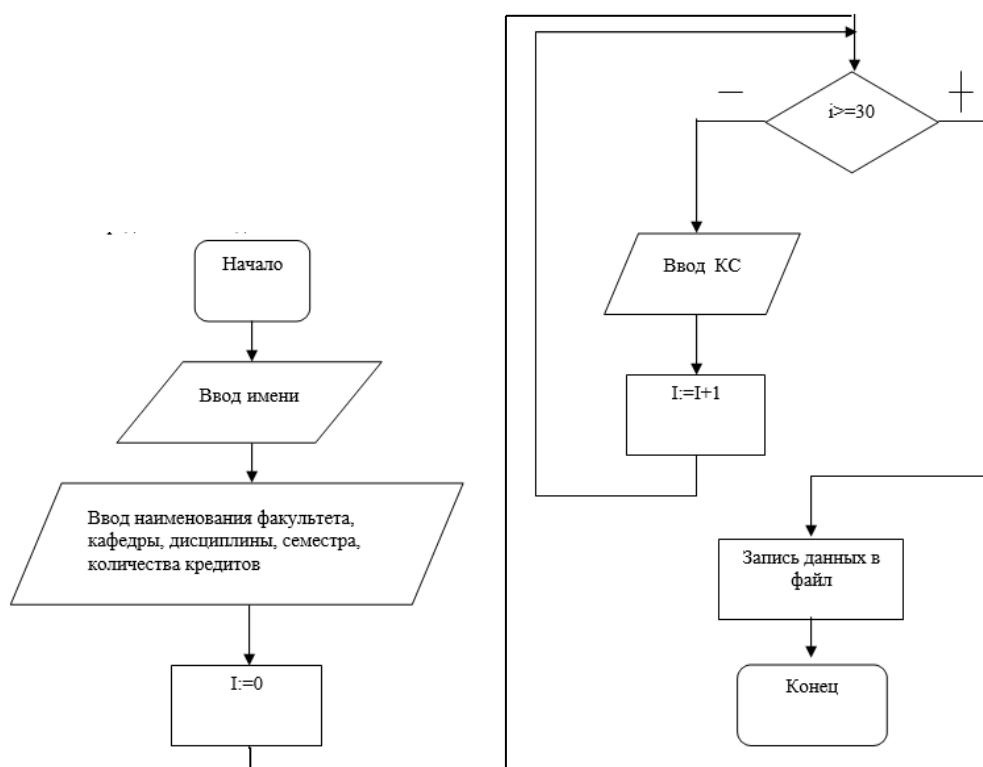 Начало
Ввод имени
Ввод наименования факультета,
кафедры, дисциплины, семестра,
количества кредитов
I:=0
i>=30
—
+
Ввод КС
I:=I+1
Запись данных в
файл
Конец